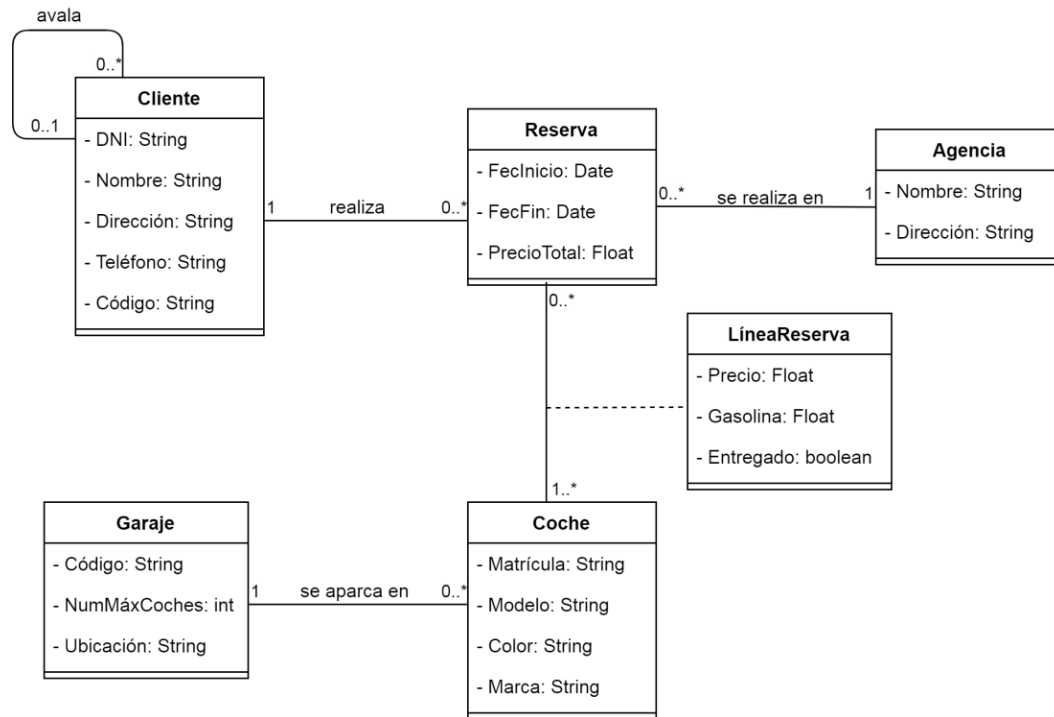 avala
0..*
0..1
Cliente
- DNI: String
- Nombre: String
- Dirección: String
- Teléfono: String
- Código: String
1
realiza
0..*
Reserva
- FecInicio: Date
- FecFin: Date
- PrecioTotal: Float
0..*
se realiza en
1
Agencia
- Nombre: String
- Dirección: String
0..*
LíneaReserva
- Precio: Float
- Gasolina: Float
- Entregado: boolean
1..*
Garaje
- Código: String
- NumMáxCoches: int
- Ubicación: String
1
se aparca en
0..*
Coche
- Matrícula: String
- Modelo: String
- Color: String
- Marca: String